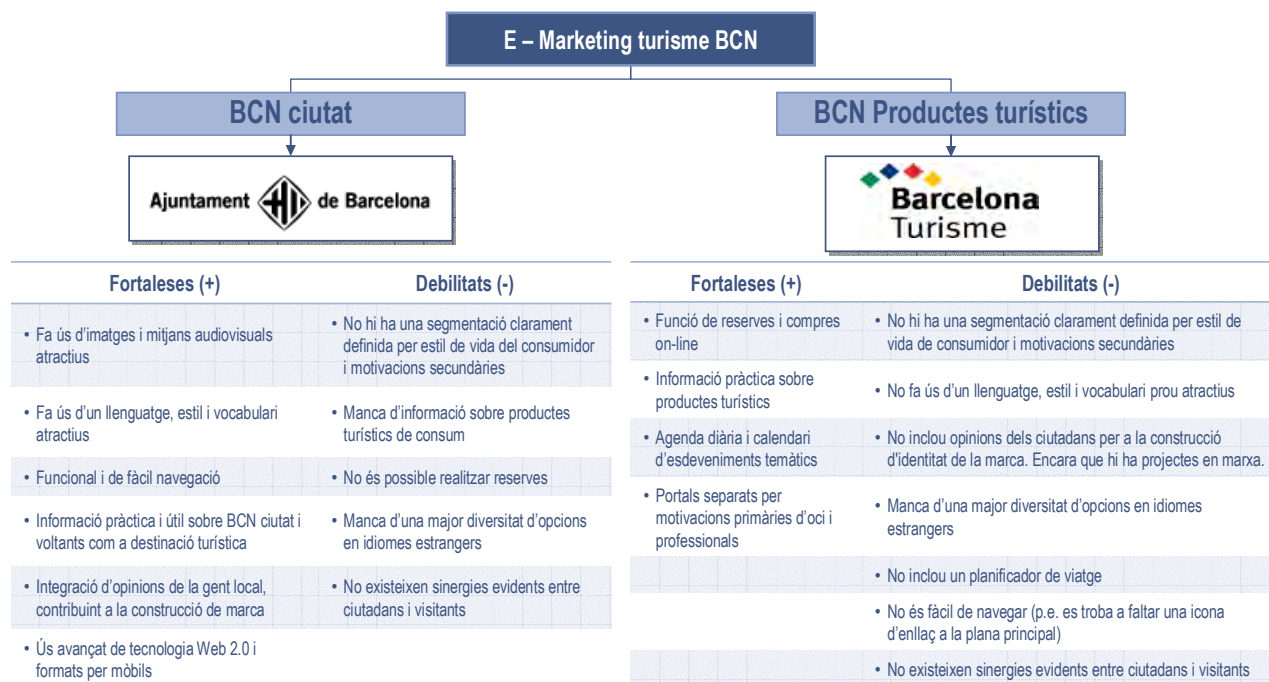 E – Marketing turisme BCN
BCN ciutat
Ajuntament de Barcelona
Fortaleses (+)
Debilitats (-)
• Fa ús d'imatges i mitjans audiovisuals
atractius
• No hi ha una segmentació clarament
definida per estil de vida del consumidor
i motivacions secundàries
• Fa ús d'un llenguatge, estil i vocabulari
atractius
• Manca d'informació sobre productes
turístics de consum
• Funcional i de fàcil navegació
• No és possible realitzar reserves
• Informació pràctica i útil sobre BCN ciutat i
voltants com a destinació turística
• Manca d'una major diversitat d'opcions
en idiomes estrangers
• Integració d'opinions de la gent local,
contribuint a la construcció de marca
• No existeixen sinergies evidents entre
ciutadans i visitants
• Ús avançat de tecnologia Web 2.0 i
formats per mòbils
BCN Productes turístics
Barcelona
Turisme
Fortaleses (+)
Debilitats (-)
• Funció de reserves i compres
on-line
• No hi ha una segmentació clarament definida per estil de
vida de consumidor i motivacions secundàries
• Informació pràctica sobre
productes turístics
• No fa ús d'un llenguatge, estil i vocabulari prou atractius
• Agenda diària i calendari
d'esdeveniments temàtics
• No inclou opinions dels ciutadans per a la construcció
d'identitat de la marca. Encara que hi ha projectes en marxa.
• Portals separats per
motivacions primàries d'oci i
professionals
• Manca d'una major diversitat d'opcions en idiomes
estrangers
• No inclou un planificador de viatge
• No és fàcil de navegar (p.e. es troba a faltar una icona
d'enllaç a la plana principal)
• No existeixen sinergies evidents entre ciutadans i visitants